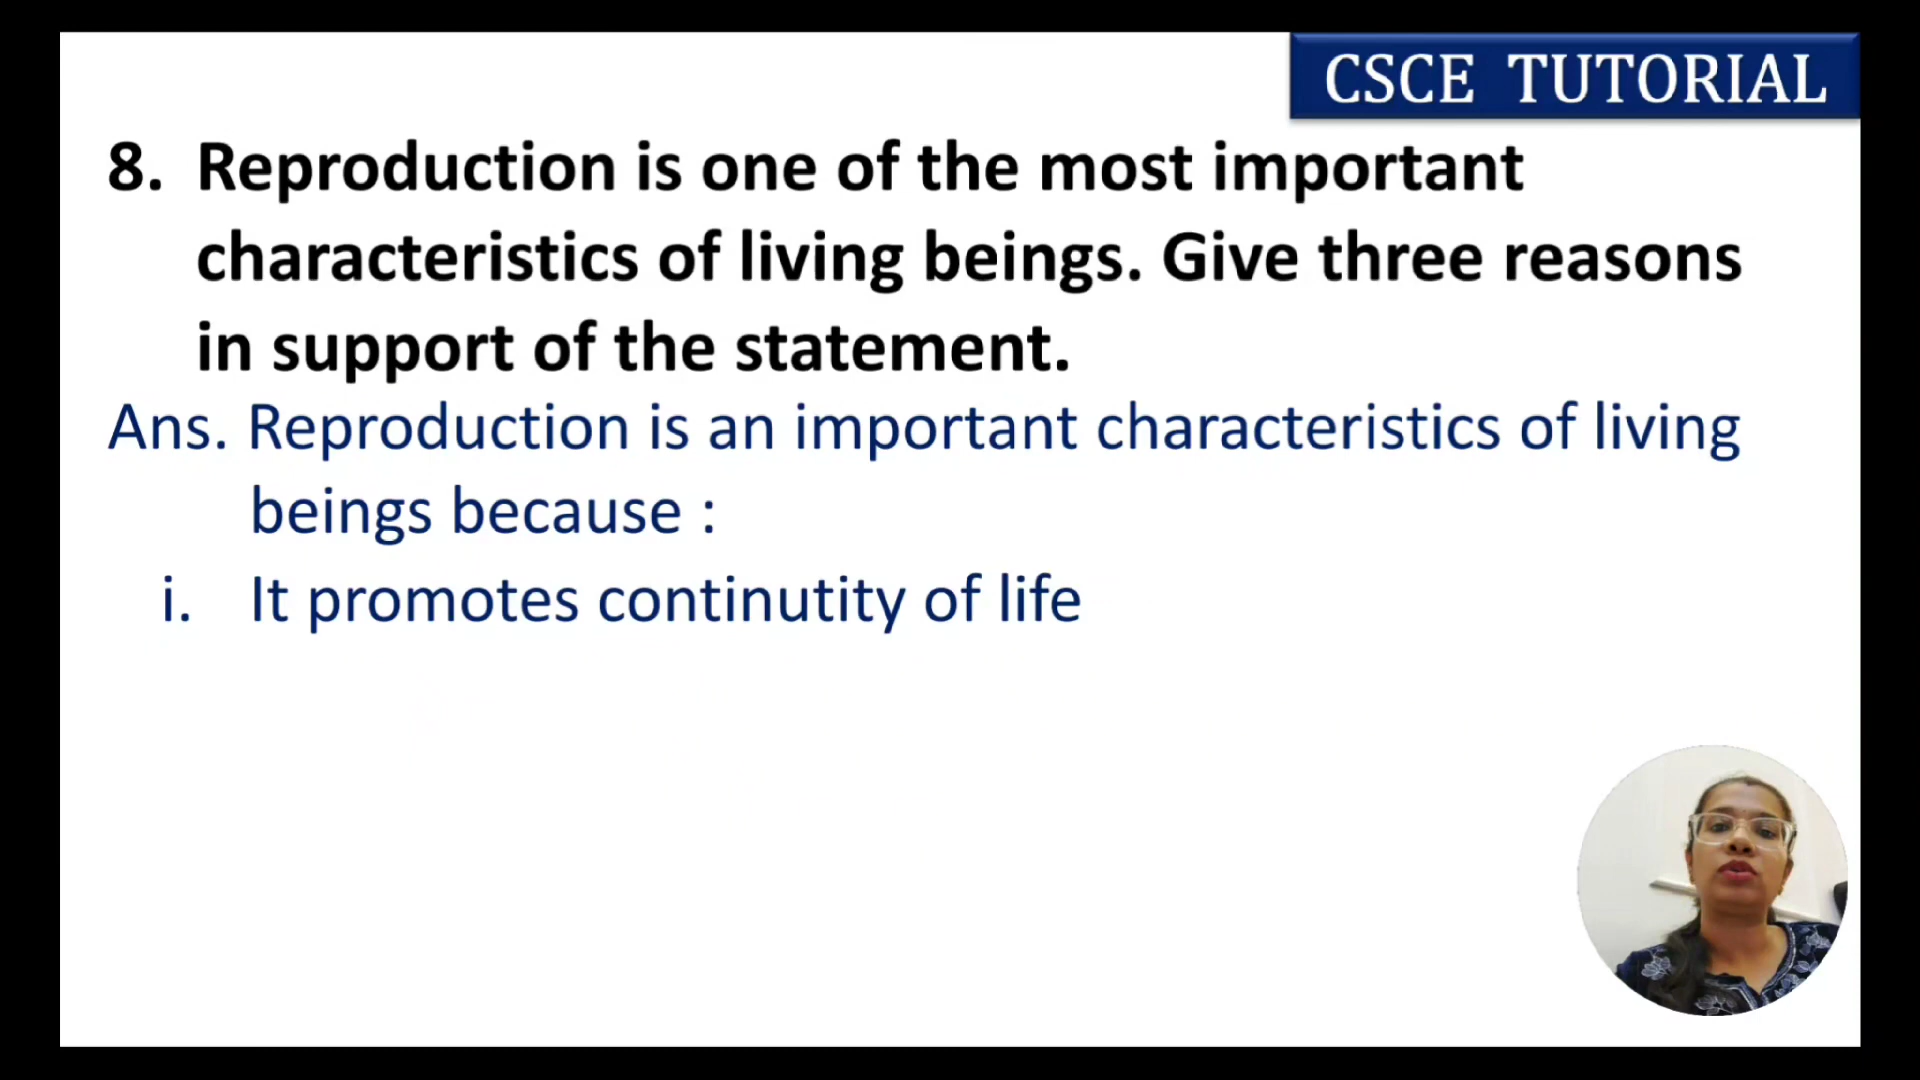 CSCE TUTORIAL
8. Reproduction is one of the most important
characteristics of living beings. Give three reasons
in support of the statement.
Ans. Reproduction is an important characteristics of living
beings because :
i. It promotes continutity of life